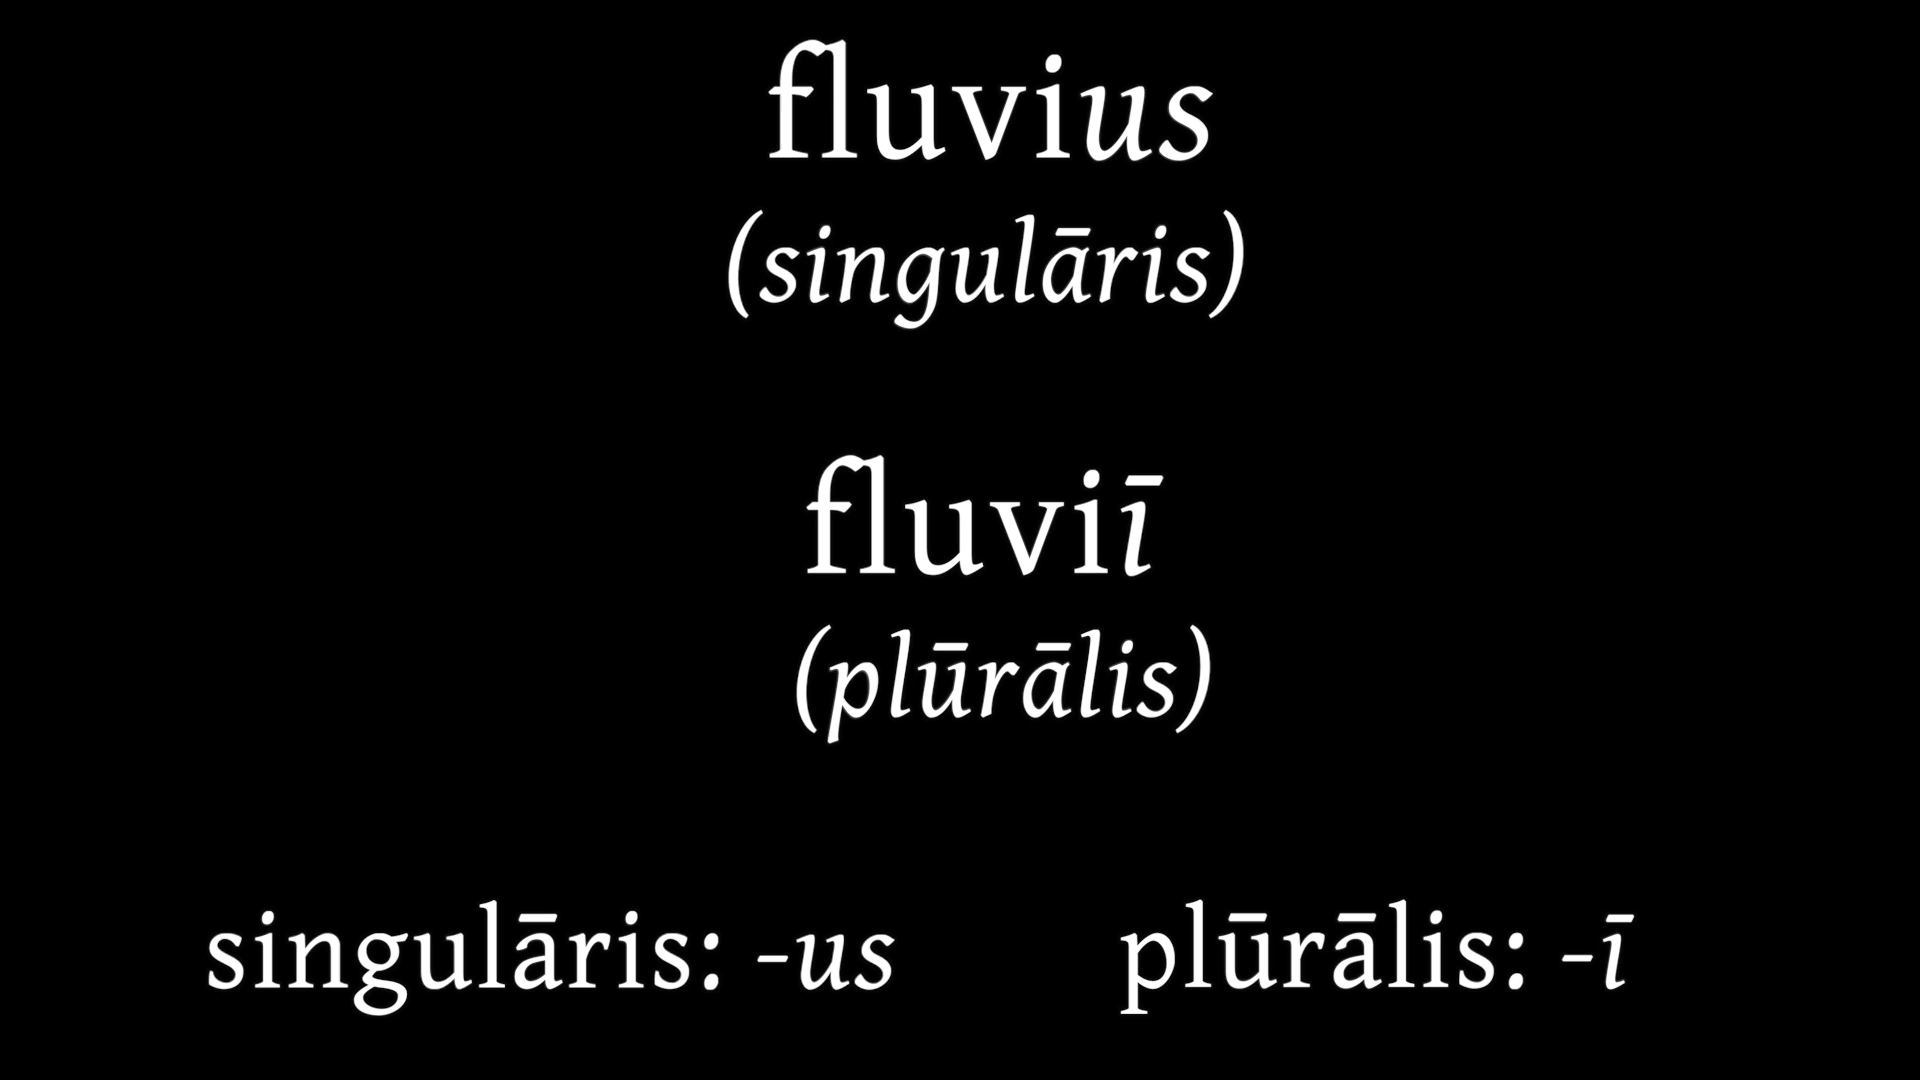 fluvius
(singulāris)
fluviī
(plūrālis)
singulāris: -us
plūrālis: -ī